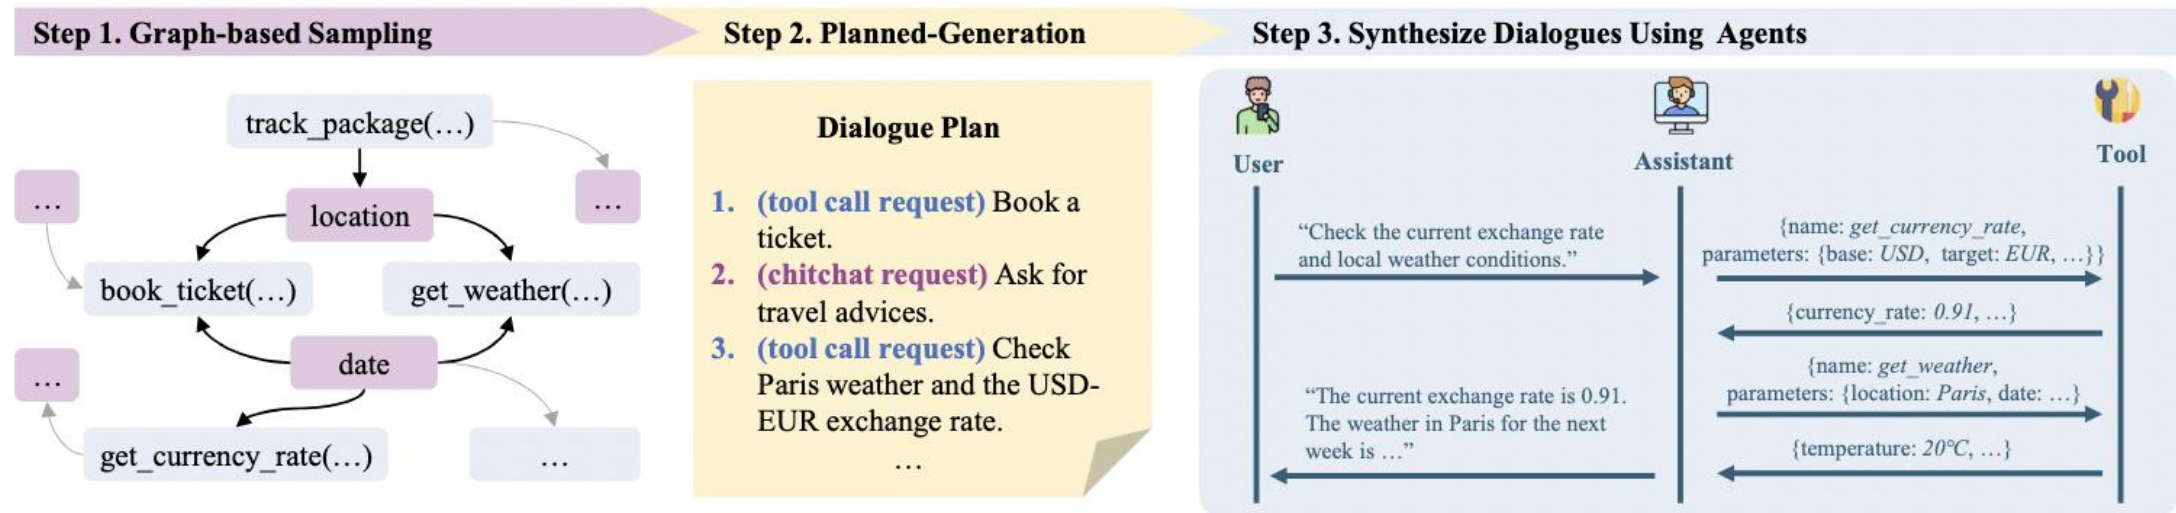 Step 1. Graph-based Sampling
track_package(…)
…
…
location
book_ticket(…)
get_weather(…)
date
…
get_currency_rate(…)
…
Step 2. Planned-Generation
Dialogue Plan
1. (tool call request) Book a
ticket.
2. (chitchat request) Ask for
travel advices.
3. (tool call request) Check
Paris weather and the USD-
EUR exchange rate.
…
Step 3. Synthesize Dialogues Using Agents
User
Assistant
Tool
“Check the current exchange rate
and local weather conditions.”
{name: get_currency_rate,
parameters: {base: USD, target: EUR, …}}
{currency_rate: 0.91, …}
{name: get_weather,
parameters: {location: Paris, date: …}
{temperature: 20℃, …}
“The current exchange rate is 0.91.
The weather in Paris for the next
week is …”